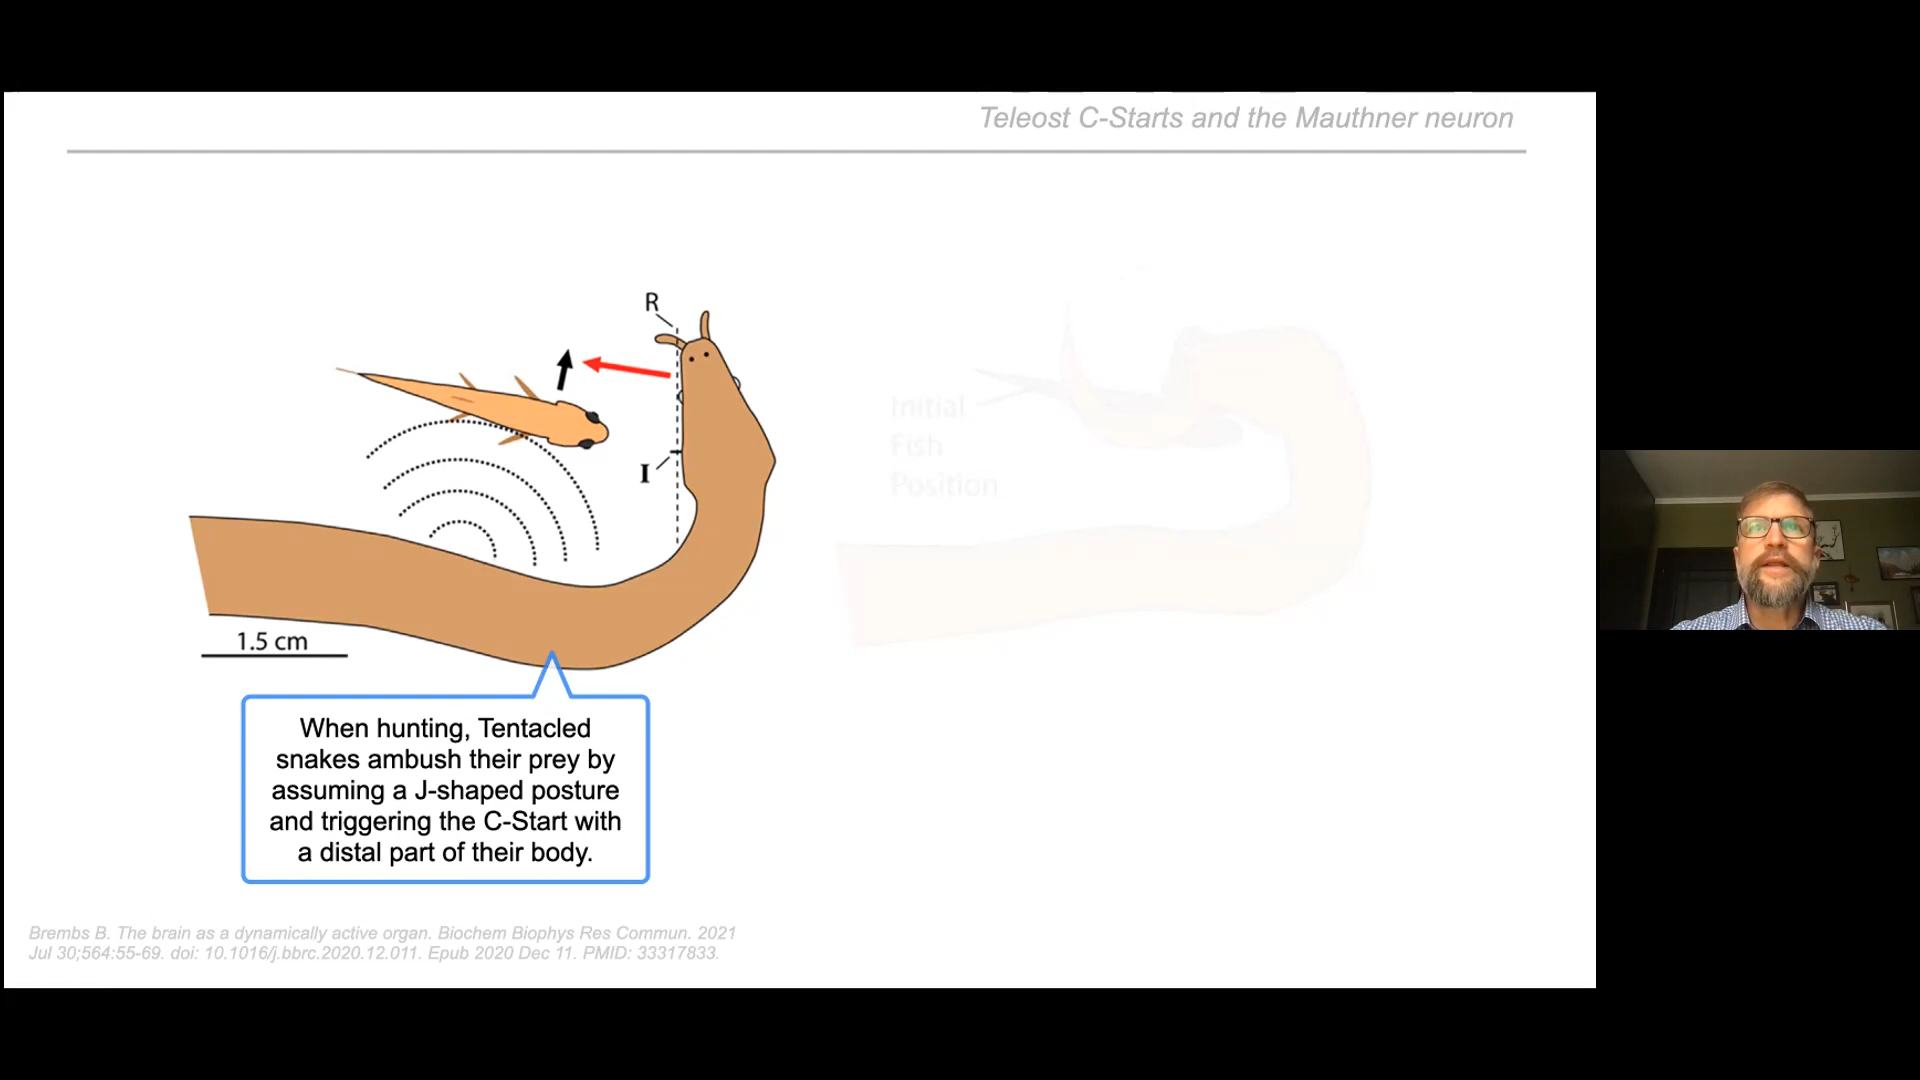 Teleost C-Starts and the Mauthner neuron
R
I
Initial
Fish
Position
1.5 cm
When hunting, Tentacled
snakes ambush their prey by
assuming a J-shaped posture
and triggering the C-Start with
a distal part of their body.
Brembs B. The brain as a dynamically active organ. Biochem Biophys Res Commun. 2021
Jul 30;564:55-69. doi: 10.1016/j.bbrc.2020.12.011. Epub 2020 Dec 11. PMID: 33317833.